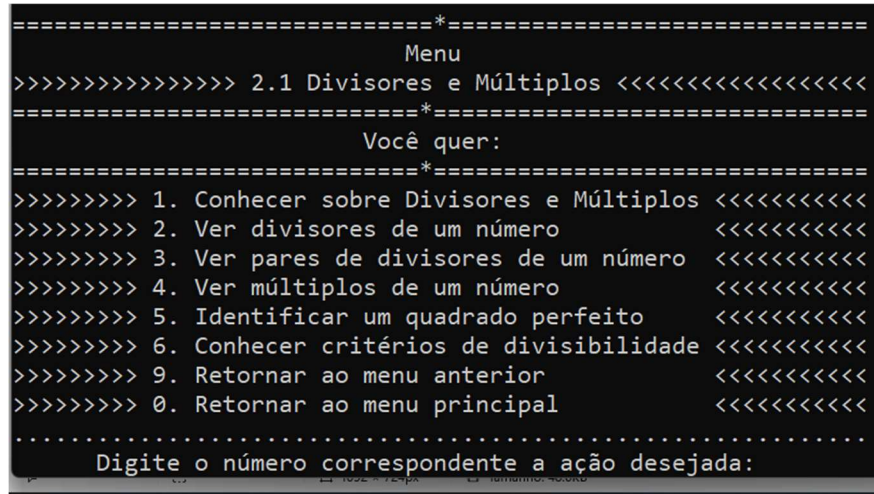 =============================*==============================
Menu
>>>>>>>>>>>>>>>> 2.1 Divisores e Múltiplos <<<<<<<<<<<<<<<<<<
=============================*==============================
Você quer:
=============================*==============================
>>>>>>>>> 1. Conhecer sobre Divisores e Múltiplos <<<<<<<<<<<
>>>>>>>>> 2. Ver divisores de um número <<<<<<<<<<<
>>>>>>>>> 3. Ver pares de divisores de um número <<<<<<<<<<<
>>>>>>>>> 4. Ver múltiplos de um número <<<<<<<<<<<
>>>>>>>>> 5. Identificar um quadrado perfeito <<<<<<<<<<<
>>>>>>>>> 6. Conhecer critérios de divisibilidade <<<<<<<<<<<
>>>>>>>>> 9. Retornar ao menu anterior <<<<<<<<<<<
>>>>>>>>> 0. Retornar ao menu principal <<<<<<<<<<<
.............................................................
Digite o número correspondente a ação desejada: